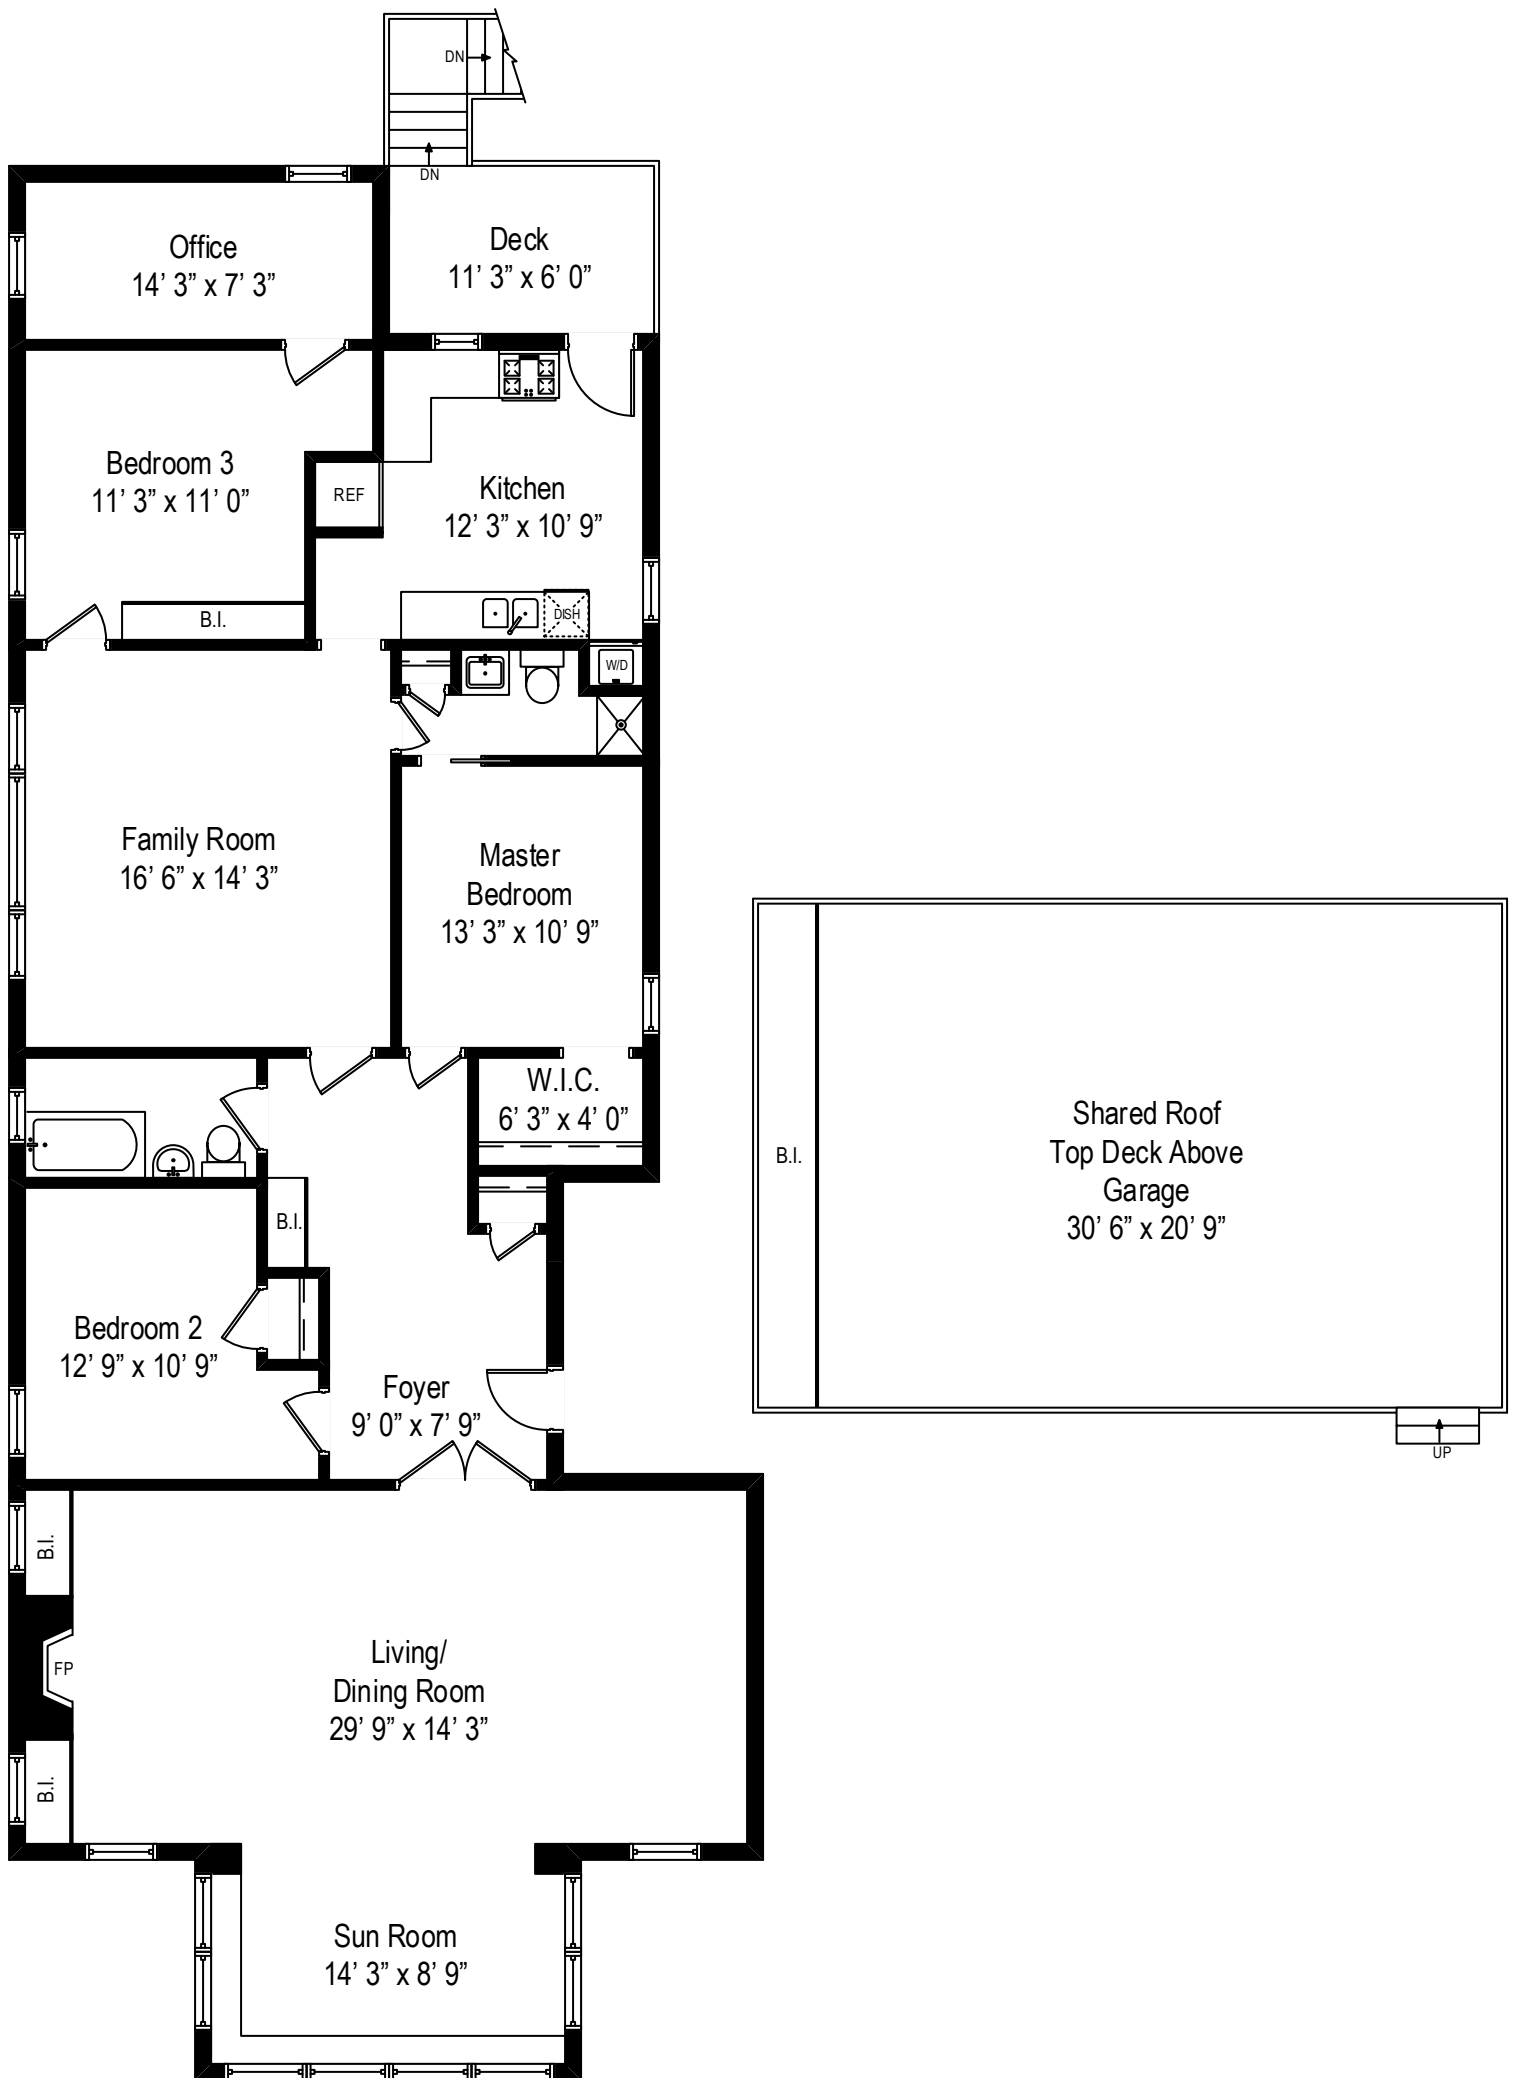 DN
DN
Office
14’ 3” x 7’ 3”
Deck
11’ 3” x 6’ 0”
Bedroom 3
11’ 3” x 11’ 0”
REF
Kitchen
12’ 3” x 10’ 9”
B.I.
DISH
W/D
Family Room
16’ 6” x 14’ 3”
Master
Bedroom
13’ 3” x 10’ 9”
W.I.C.
6’ 3” x 4’ 0”
B.I.
Bedroom 2
12’ 9” x 10’ 9”
Foyer
9’ 0” x 7’ 9”
B.I.
FP
B.I.
Living/
Dining Room
29’ 9” x 14’ 3”
Sun Room
14’ 3” x 8’ 9”
B.I.
Shared Roof
Top Deck Above
Garage
30’ 6” x 20’ 9”
UP